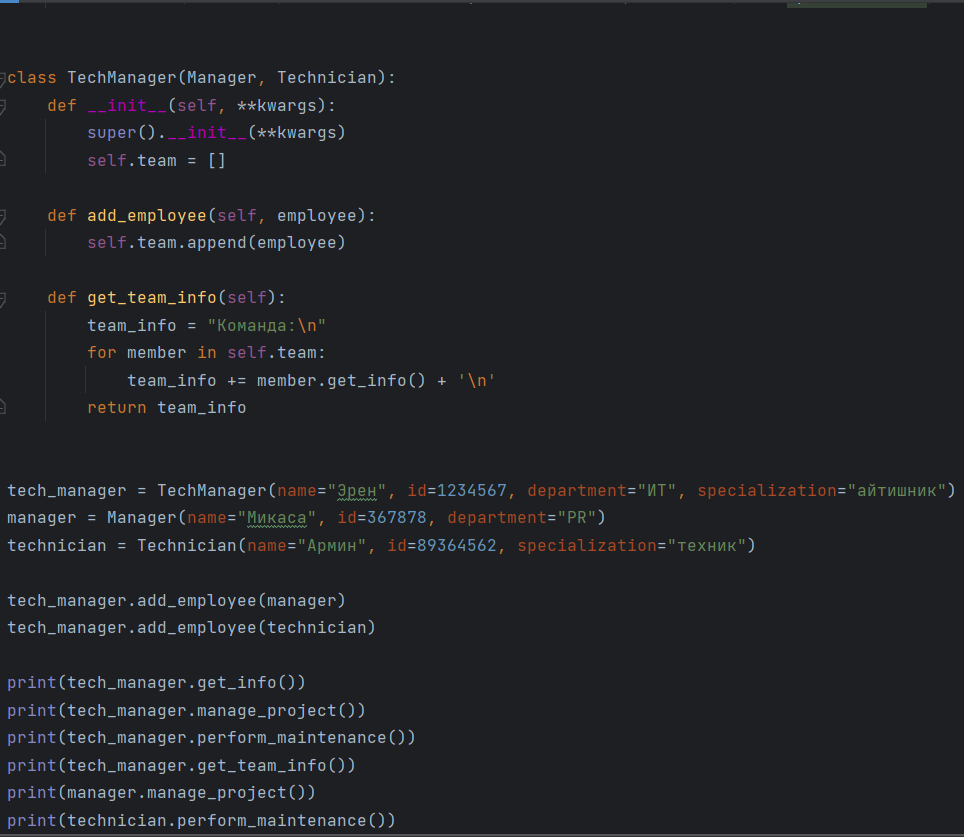 class TechManager(Manager, Technician):
    def __init__(self, **kwargs):
        super().__init__(**kwargs)
        self.team = []
    def add_employee(self, employee):
        self.team.append(employee)
    def get_team_info(self):
        team_info = "Команда:\n"
        for member in self.team:
            team_info += member.get_info() + '\n'
        return team_info
tech_manager = TechManager(name="Эрен", id=1234567, department="ИТ", specialization="айтишник")
manager = Manager(name="Микаса", id=367878, department="PR")
technician = Technician(name="Армин", id=89364562, specialization="техник")
tech_manager.add_employee(manager)
tech_manager.add_employee(technician)
print(tech_manager.get_info())
print(tech_manager.manage_project())
print(tech_manager.perform_maintenance())
print(tech_manager.get_team_info())
print(manager.manage_project())
print(technician.perform_maintenance())